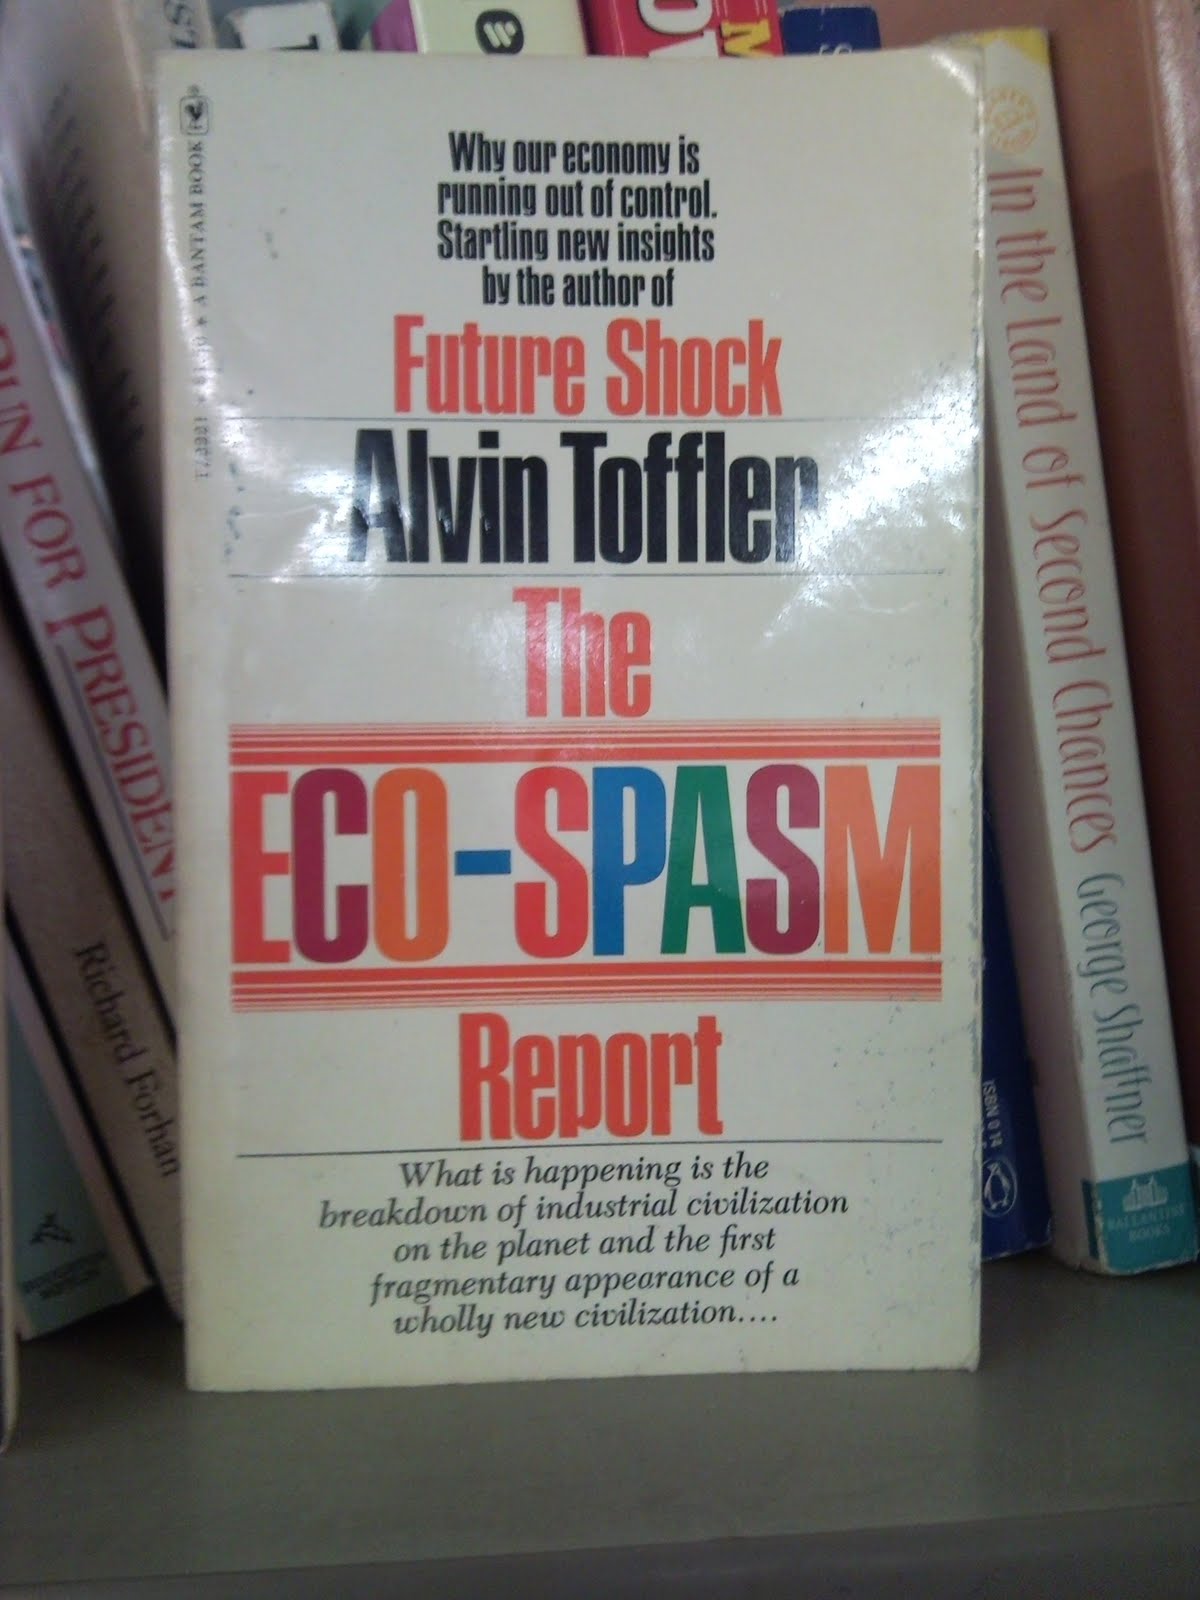 Why our economy is
running out of control.
Startling new insights
by the author of
Future Shock
Alvin Toffler
The
ECO-SPASM
Report
What is happening is the
breakdown of industrial civilization
on the planet and the first
fragmentary appearance of a
wholly new civilization....
A BANTAM BOOK
RUN FOR PRESIDENT
Richard Forhan
In the Land of Second Chances George Shaffner
BALLANTINE
BOOKS
ISBN 0 14